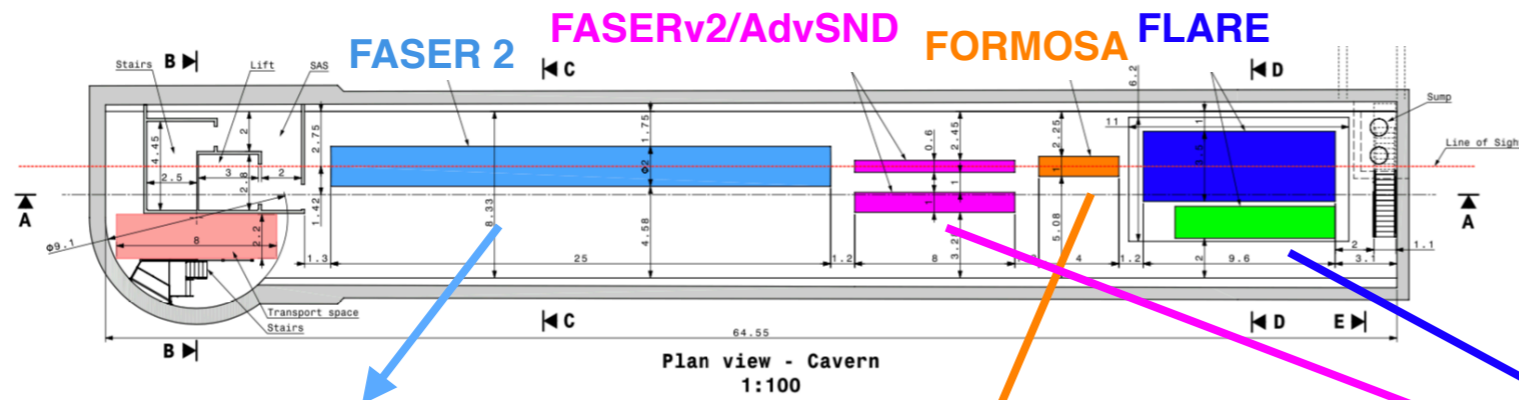 FASER 2
FASERv2/AdvSND
FORMOSA
FLARE
B
Stairs
Lift
SAS
C
D
6.2
Sump
Line of Sigh
11
1
2
2.75
1.75
0.6
2.45
2.25
3.5
4.45
2.5
3
2
2.8
Φ2
1
1
1
A
A
1.42
8.33
4.58
5.08
Φ9.1
8
2.2
1.3
25
1.2
8
4
1.2
9.6
2
2
1.1
3.1
Transport space
Stairs
C
D
E
64.55
B
Plan view - Cavern
1:100